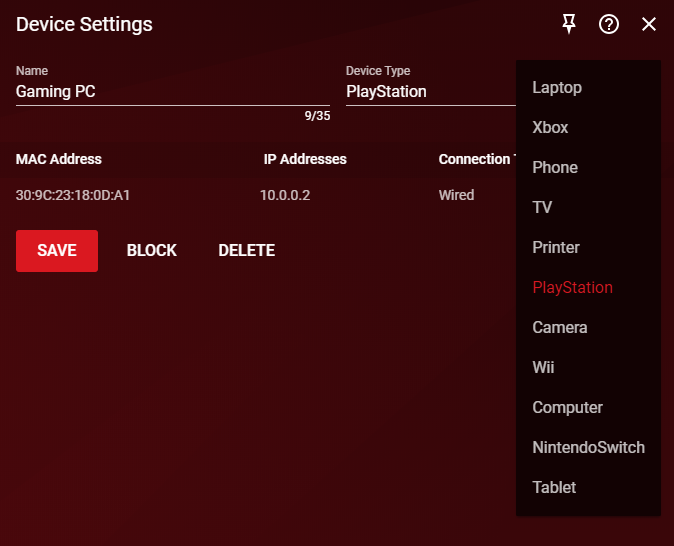 Device Settings
Name
Gaming PC
9/35
Device Type
PlayStation
MAC Address IP Addresses Connection
30:9C:23:18:0D:A1 10.0.0.2 Wired
SAVE BLOCK DELETE
Laptop
Xbox
Phone
TV
Printer
PlayStation
Camera
Wii
Computer
NintendoSwitch
Tablet